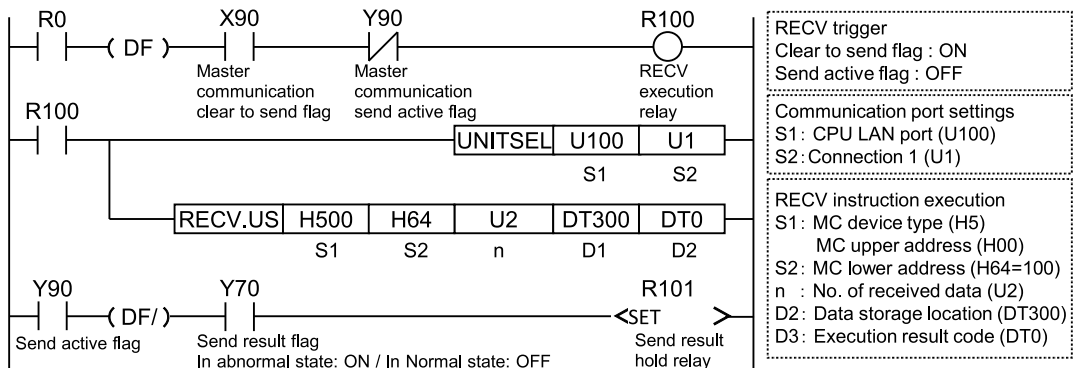 R0 X90 Y90 R100
( DF )
Master communication clear to send flag
Master communication send active flag
RECV execution relay
RECV trigger
Clear to send flag : ON
Send active flag : OFF
R100
UNITSEL U100 U1
S1 S2
Communication port settings
S1: CPU LAN port (U100)
S2: Connection 1 (U1)
RECV.US H500 H64 U2 DT300 DT0
S1 S2 n D1 D2
RECV instruction execution
S1: MC device type (H5)
MC upper address (H00)
S2: MC lower address (H64=100)
n : No. of received data (U2)
D2: Data storage location (DT300)
D3: Execution result code (DT0)
Y90 Y70 R101
( DF/ ) <SET >
Send active flag
Send result flag
In abnormal state: ON / In Normal state: OFF
Send result hold relay